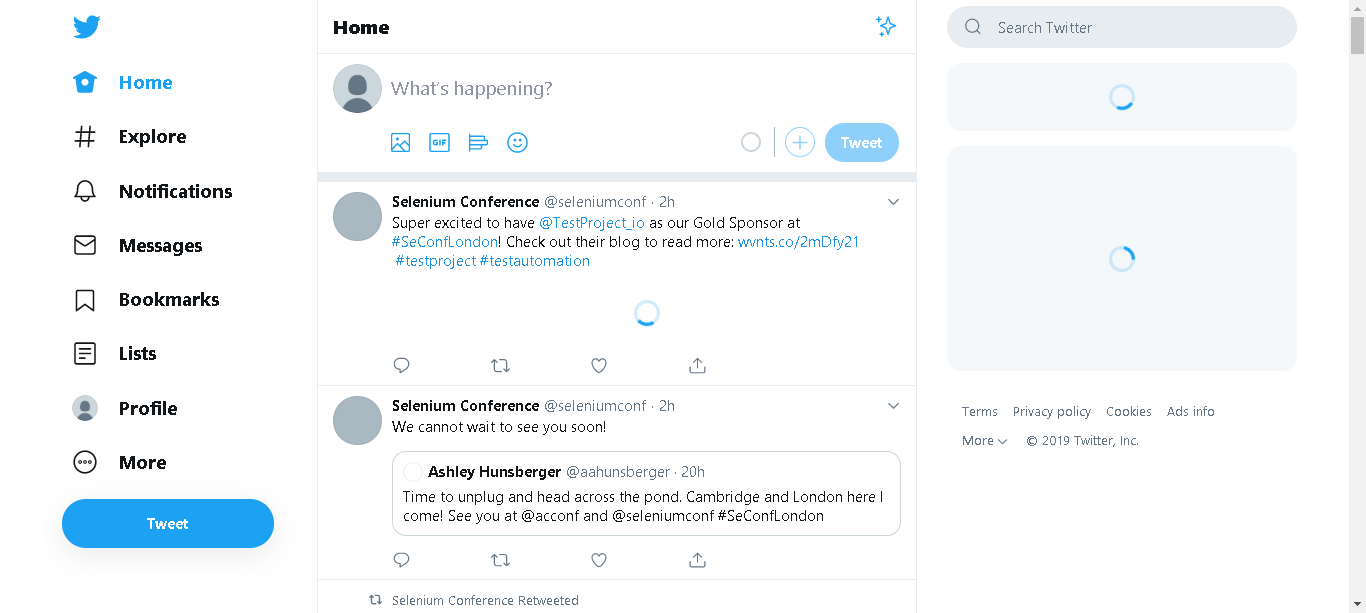 Home
Explore
Notifications
Messages
Bookmarks
Lists
Profile
More
Tweet
Home
What's happening?
GIF
Tweet
Selenium Conference @seleniumconf · 2h
Super excited to have @TestProject_io as our Gold Sponsor at
#SeConfLondon! Check out their blog to read more: wvnts.co/2mDfy21
#testproject #testautomation
Selenium Conference @seleniumconf · 2h
We cannot wait to see you soon!
Ashley Hunsberger @aahunsberger · 20h
Time to unplug and head across the pond. Cambridge and London here I
come! See you at @acconf and @seleniumconf #SeConfLondon
Selenium Conference Retweeted
Search Twitter
Terms Privacy policy Cookies Ads info
More © 2019 Twitter, Inc.